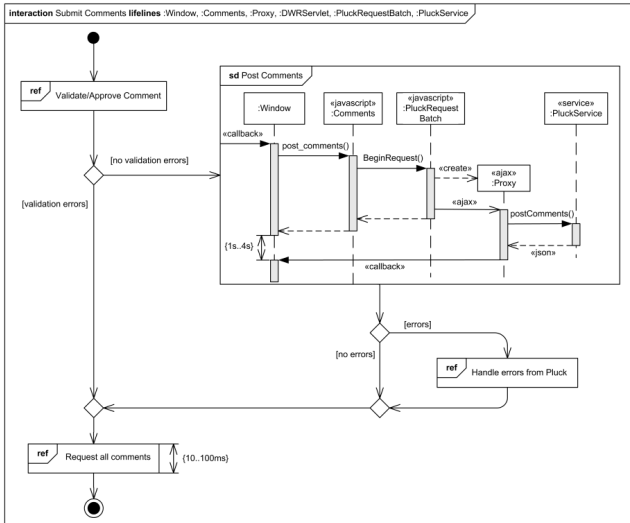 interaction Submit Comments lifelines :Window, :Comments, :Proxy, :DWRServlet, :PluckRequestBatch, :PluckService
ref
Validate/Approve Comment
sd Post Comments
:Window
«javascript»
:Comments
«javascript»
:PluckRequest
Batch
«service»
:PluckService
«callback»
post_comments()
BeginRequest()
«create»
«ajax»
:Proxy
[no validation errors]
[validation errors]
«ajax»
postComments()
{1s..4s}
«json»
«callback»
[errors]
[no errors]
ref
Handle errors from Pluck
ref
Request all comments
{10..100ms}